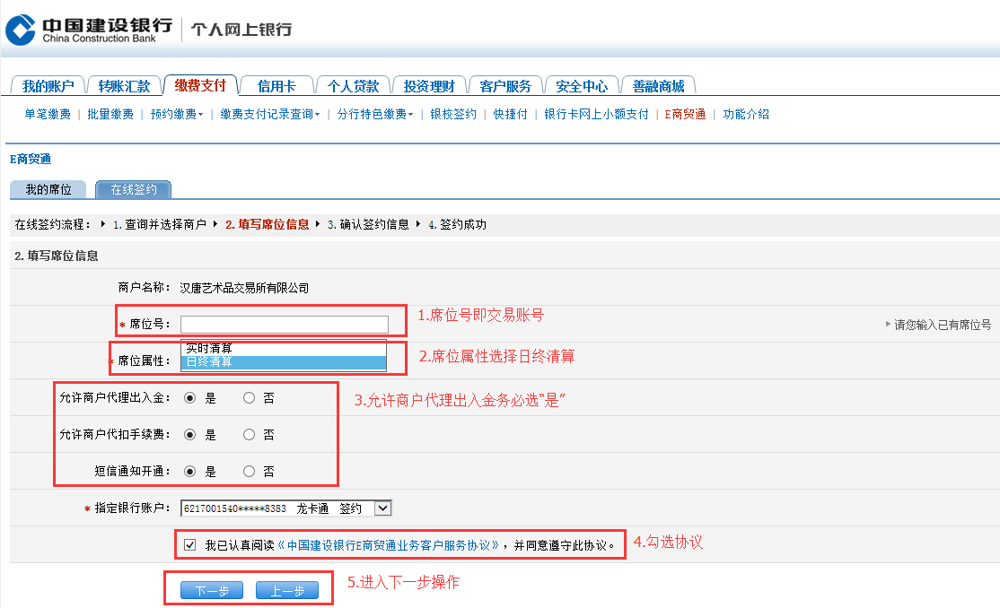 中国建设银行 个人网上银行
China Construction Bank
我的账户 转账汇款 缴费支付 信用卡 个人贷款 投资理财 客户服务 安全中心 善融商城
单笔缴费 | 批量缴费 | 预约缴费 | 缴费支付记录查询 | 分行特色缴费 | 银校签约 | 快捷付 | 银行卡网上小额支付 | E商贸通 | 功能介绍
E商贸通
我的席位 在线签约
在线签约流程： 1.查询并选择商户 2.填写席位信息 3.确认签约信息 4.签约成功
2.填写席位信息
商户名称： 汉唐艺术品交易所有限公司
* 席位号： 1.席位号即交易账号 请您输入已有席位号
实时清算
* 席位属性： 日终清算 2.席位属性选择日终清算
允许商户代理出入金： 是 否 3.允许商户代理出入金务必选“是”
允许商户代扣手续费： 是 否
短信通知开通： 是 否
* 指定银行账户： 6217001540*****8383 龙卡通 签约
我已认真阅读《中国建设银行E商贸通业务客户服务协议》，并同意遵守此协议。 4.勾选协议
下一步 上一步 5.进入下一步操作